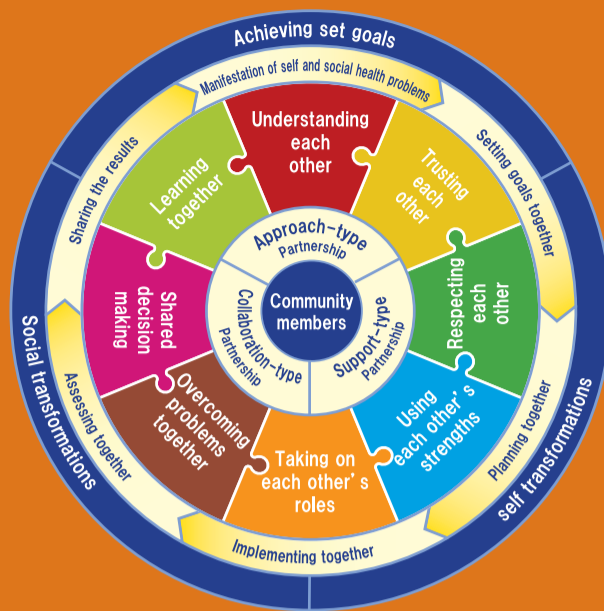 Achieving set goals
self transformations
Social transformations
Manifestation of self and social health problems
Setting goals together
Planning together
Implementing together
Assessing together
Sharing the results
Understanding
each
other
Trusting
each
other
Respecting
each
other
Using
each other's
strengths
Taking on
each other's
roles
Overcoming
problems
together
Shared
decision
making
Learning
together
Approach-type
Partnership
Support-type
Partnership
Collaboration-type
Partnership
Community
members